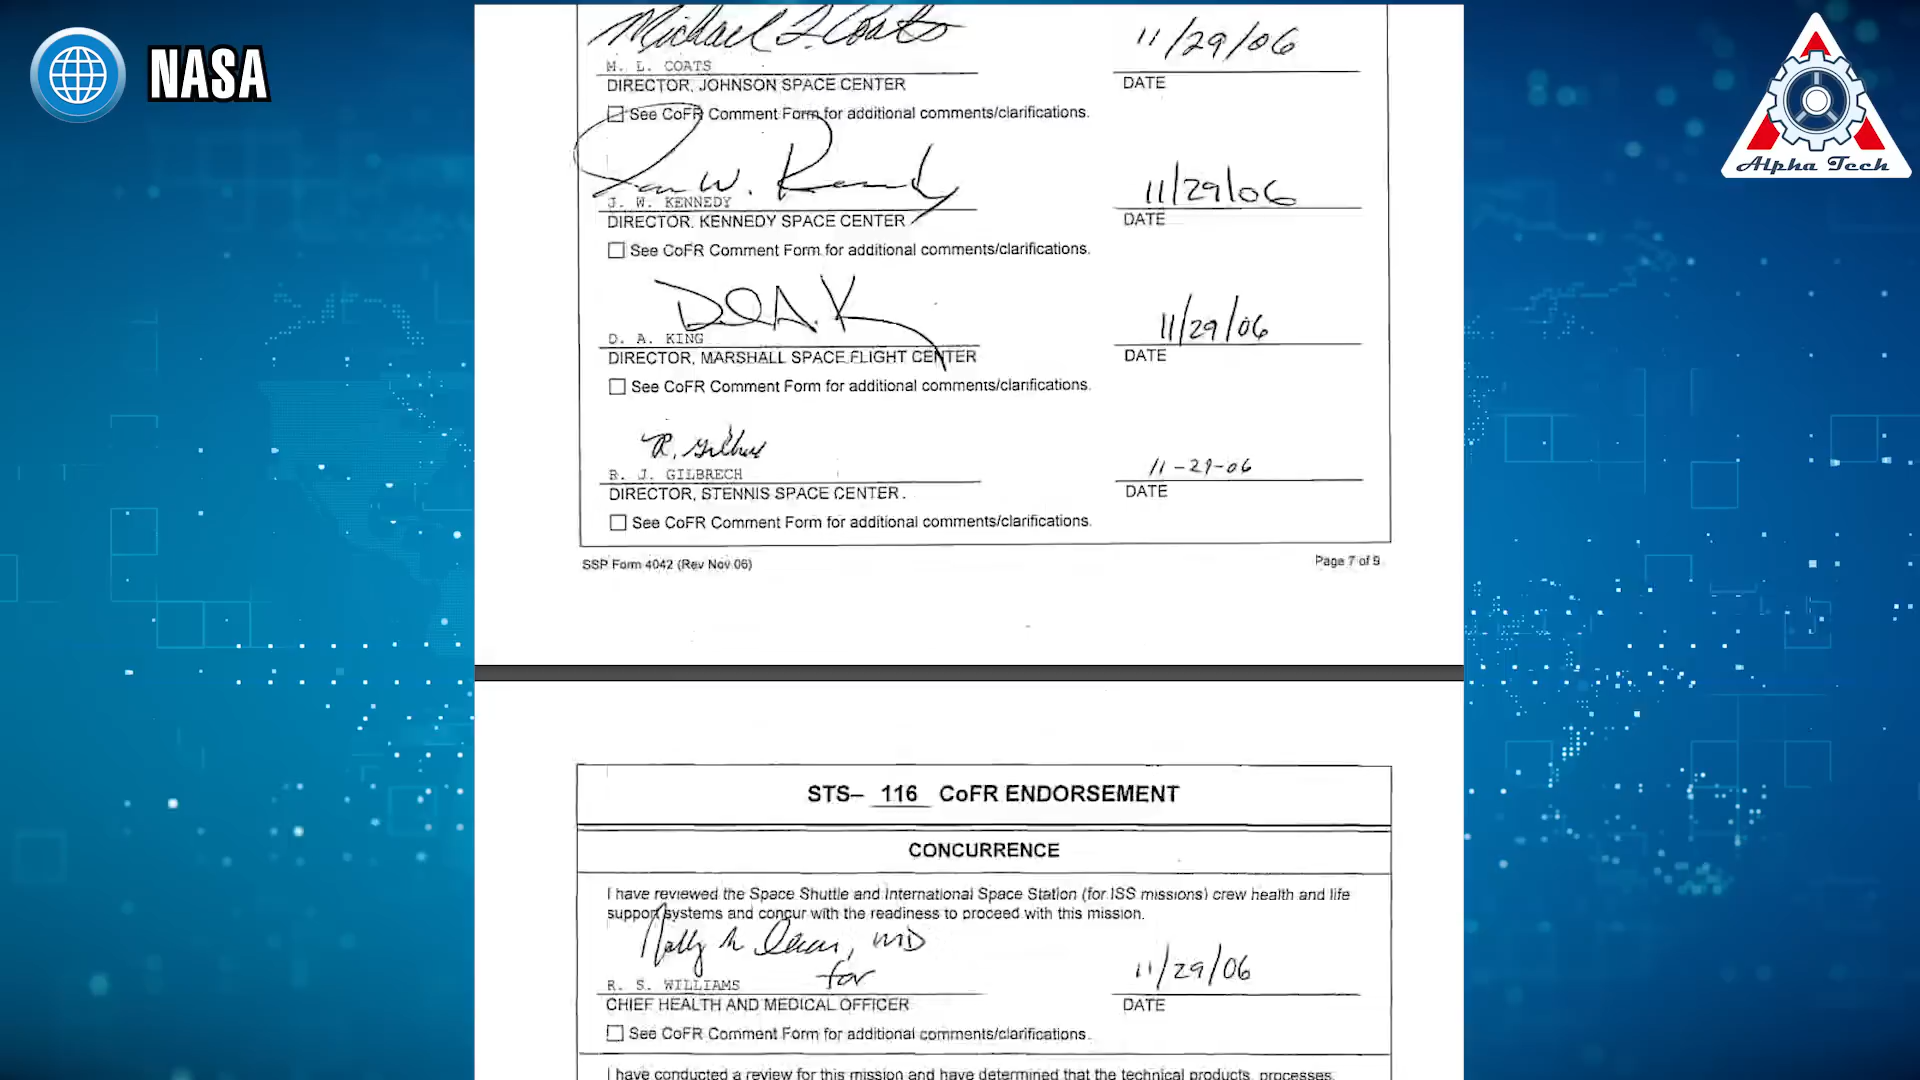 NASA
Alpha Tech
Michael L. Coats 11/29/06
M. L. COATS
DIRECTOR, JOHNSON SPACE CENTER DATE
See CoFR Comment Form for additional comments/clarifications.
W. 11/29/06
J. W. KENNEDY
DIRECTOR, KENNEDY SPACE CENTER DATE
See CoFR Comment Form for additional comments/clarifications.
A. K 11/29/06
D. A. KING
DIRECTOR, MARSHALL SPACE FLIGHT CENTER DATE
See CoFR Comment Form for additional comments/clarifications.
R. 11-29-06
R. J. GILBRECH
DIRECTOR, STENNIS SPACE CENTER. DATE
See CoFR Comment Form for additional comments/clarifications.
SSP Form 4042 (Rev Nov 06) Page 7 of 9
STS– 116 CoFR ENDORSEMENT
CONCURRENCE
I have reviewed the Space Shuttle and International Space Station (for ISS missions) crew health and life
support systems and concur with the readiness to proceed with this mission.
MD
for 11/29/06
R. S. WILLIAMS
CHIEF HEALTH AND MEDICAL OFFICER DATE
See CoFR Comment Form for additional comments/clarifications.
I have conducted a review for this mission and have determined that the technical products, processes,